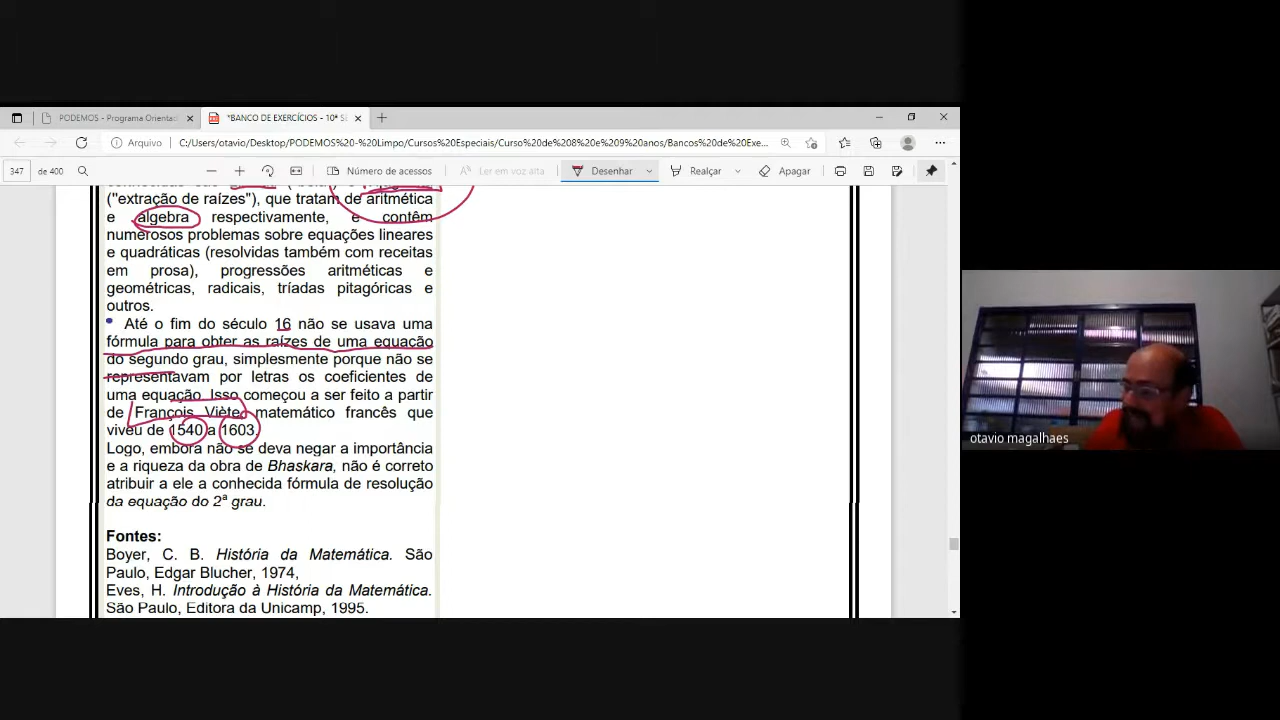 PODEMOS - Programa Orientad
*BANCO DE EXERCÍCIOS - 10ª SE
Arquivo
C:/Users/otavio/Desktop/PODEMOS%20-%20Limpo/Cursos%20Especiais/Curso%20de%208%20e%209%20anos/Bancos%20de%20Exe...
347 de 400
Número de acessos
Ler em voz alta
Desenhar
Realçar
Apagar
("extração de raízes"), que tratam de aritmética
e álgebra respectivamente, e contêm
numerosos problemas sobre equações lineares
e quadráticas (resolvidas também com receitas
em prosa), progressões aritméticas e
geométricas, radicais, tríadas pitagóricas e
outros.
• Até o fim do século 16 não se usava uma
fórmula para obter as raízes de uma equação
do segundo grau, simplesmente porque não se
representavam por letras os coeficientes de
uma equação. Isso começou a ser feito a partir
de François Viète, matemático francês que
viveu de 1540 a 1603.
Logo, embora não se deva negar a importância
e a riqueza da obra de Bhaskara, não é correto
atribuir a ele a conhecida fórmula de resolução
da equação do 2ª grau.
Fontes:
Boyer, C. B. História da Matemática. São
Paulo, Edgar Blucher, 1974,
Eves, H. Introdução à História da Matemática.
São Paulo, Editora da Unicamp, 1995.
otavio magalhaes